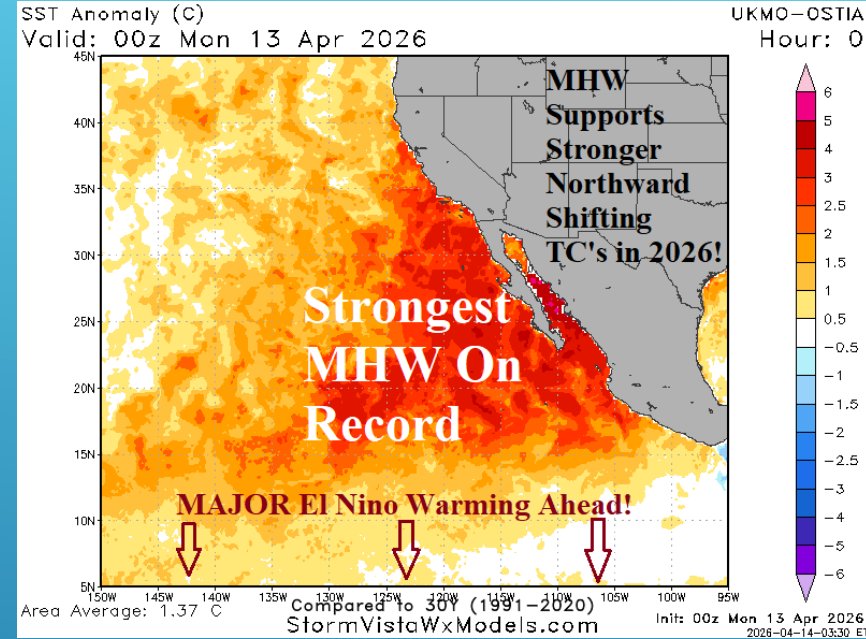 SST Anomaly (C)
UKMO-OSTIA
Valid: 00z Mon 13 Apr 2026
Hour: 0
45N
40N
35N
30N
25N
20N
15N
10N
5N
MHW
Supports
Stronger
Northward
Shifting
TC's in 2026!
Strongest
MHW On
Record
MAJOR El Nino Warming Ahead!
6
5
4
3
2.5
2
1.5
1
0.5
-0.5
-1
-1.5
-2
-2.5
-3
-4
-5
-6
150W 145W 140W 135W 130W 125W 120W 115W 110W 105W 100W 95W
Area Average: 1.37 C
Compared to 30Y (1991-2020)
Init: 00z Mon 13 Apr 2026
StormVistaWxModels.com
2026-04-14-03:30 ET